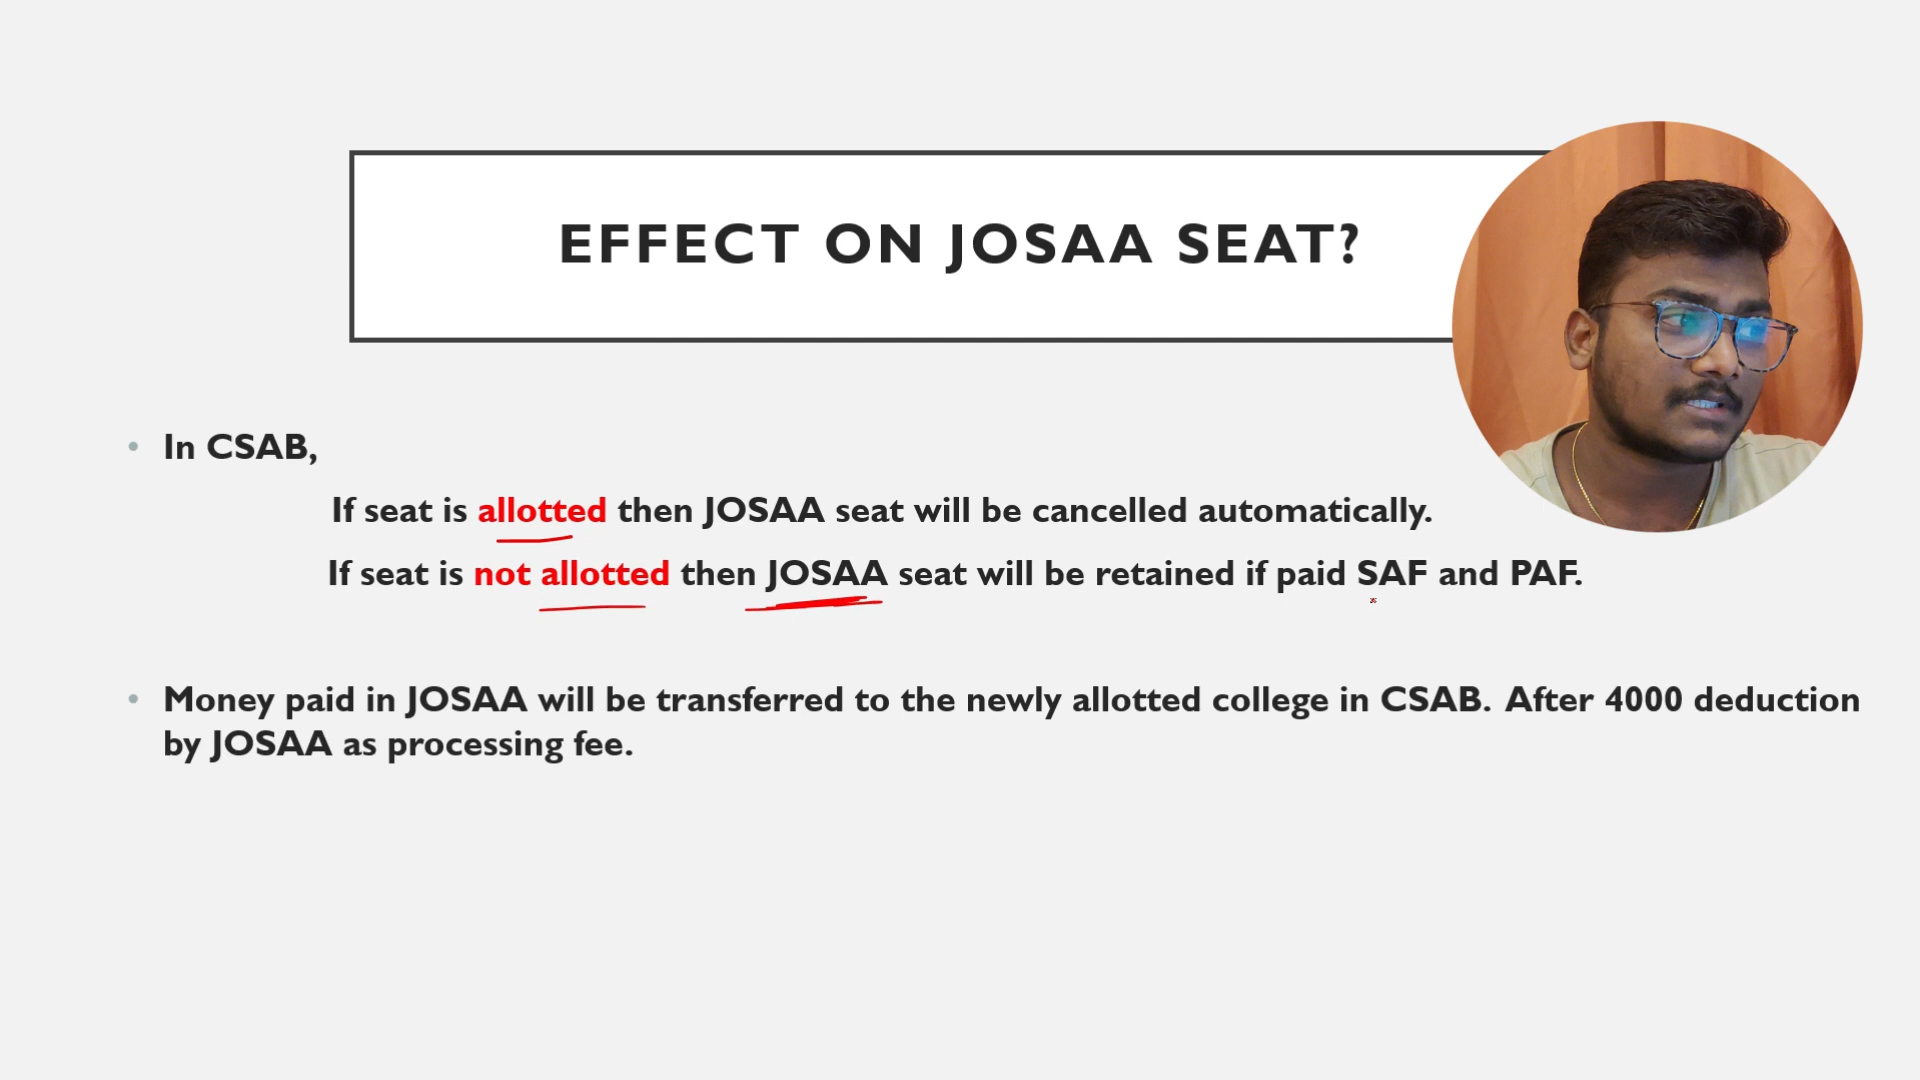 EFFECT ON JOSAA SEAT?
• In CSAB,
If seat is allotted then JOSAA seat will be cancelled automatically.
If seat is not allotted then JOSAA seat will be retained if paid SAF and PAF.
• Money paid in JOSAA will be transferred to the newly allotted college in CSAB. After 4000 deduction
by JOSAA as processing fee.